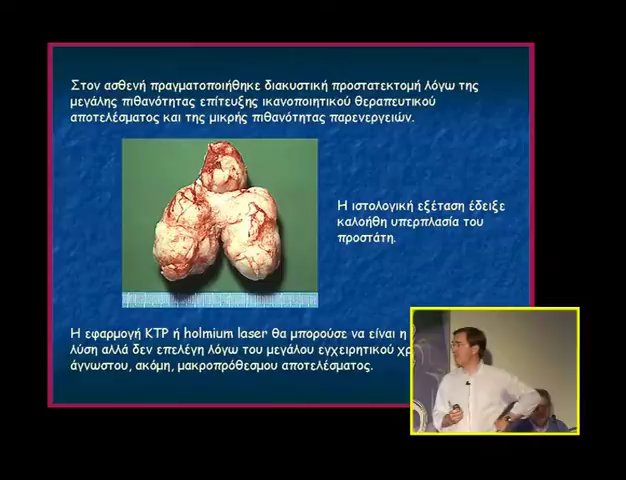 Στον ασθενή πραγματοποιήθηκε διακυστική προστατεκτομή λόγω της
μεγάλης πιθανότητας επίτευξης ικανοποιητικού θεραπευτικού
αποτελέσματος και της μικρής πιθανότητας παρενεργειών.
Η ιστολογική εξέταση έδειξε
καλοήθη υπερπλασία του
προστάτη.
Η εφαρμογή KTP ή holmium laser θα μπορούσε να είναι η
λύση αλλά δεν επελέγη λόγω του μεγάλου εγχειρητικού
άγνωστου, ακόμη, μακροπρόθεσμου αποτελέσματος.